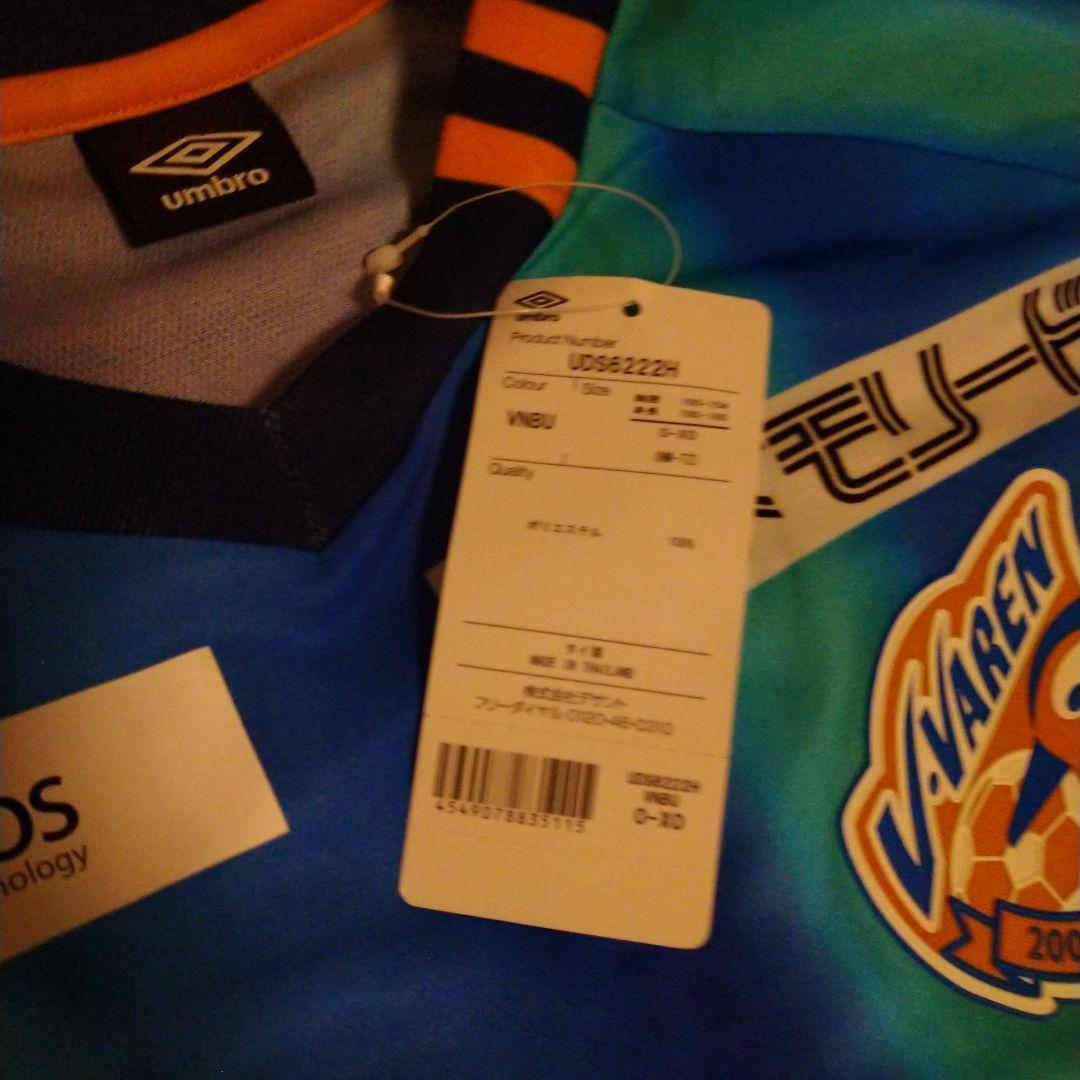 umbro
umbro
Product Number
UDS6222H
Colour Size
VNBU
O-XO
Quality
ポリエステル
タイ製
MADE IN THAILAND
株式会社デサント
フリーダイヤル 0120-46-0310
4549078835115
UDS6222H
VNBU
O-XO
モリー
V.VAREN
200
OS
nology